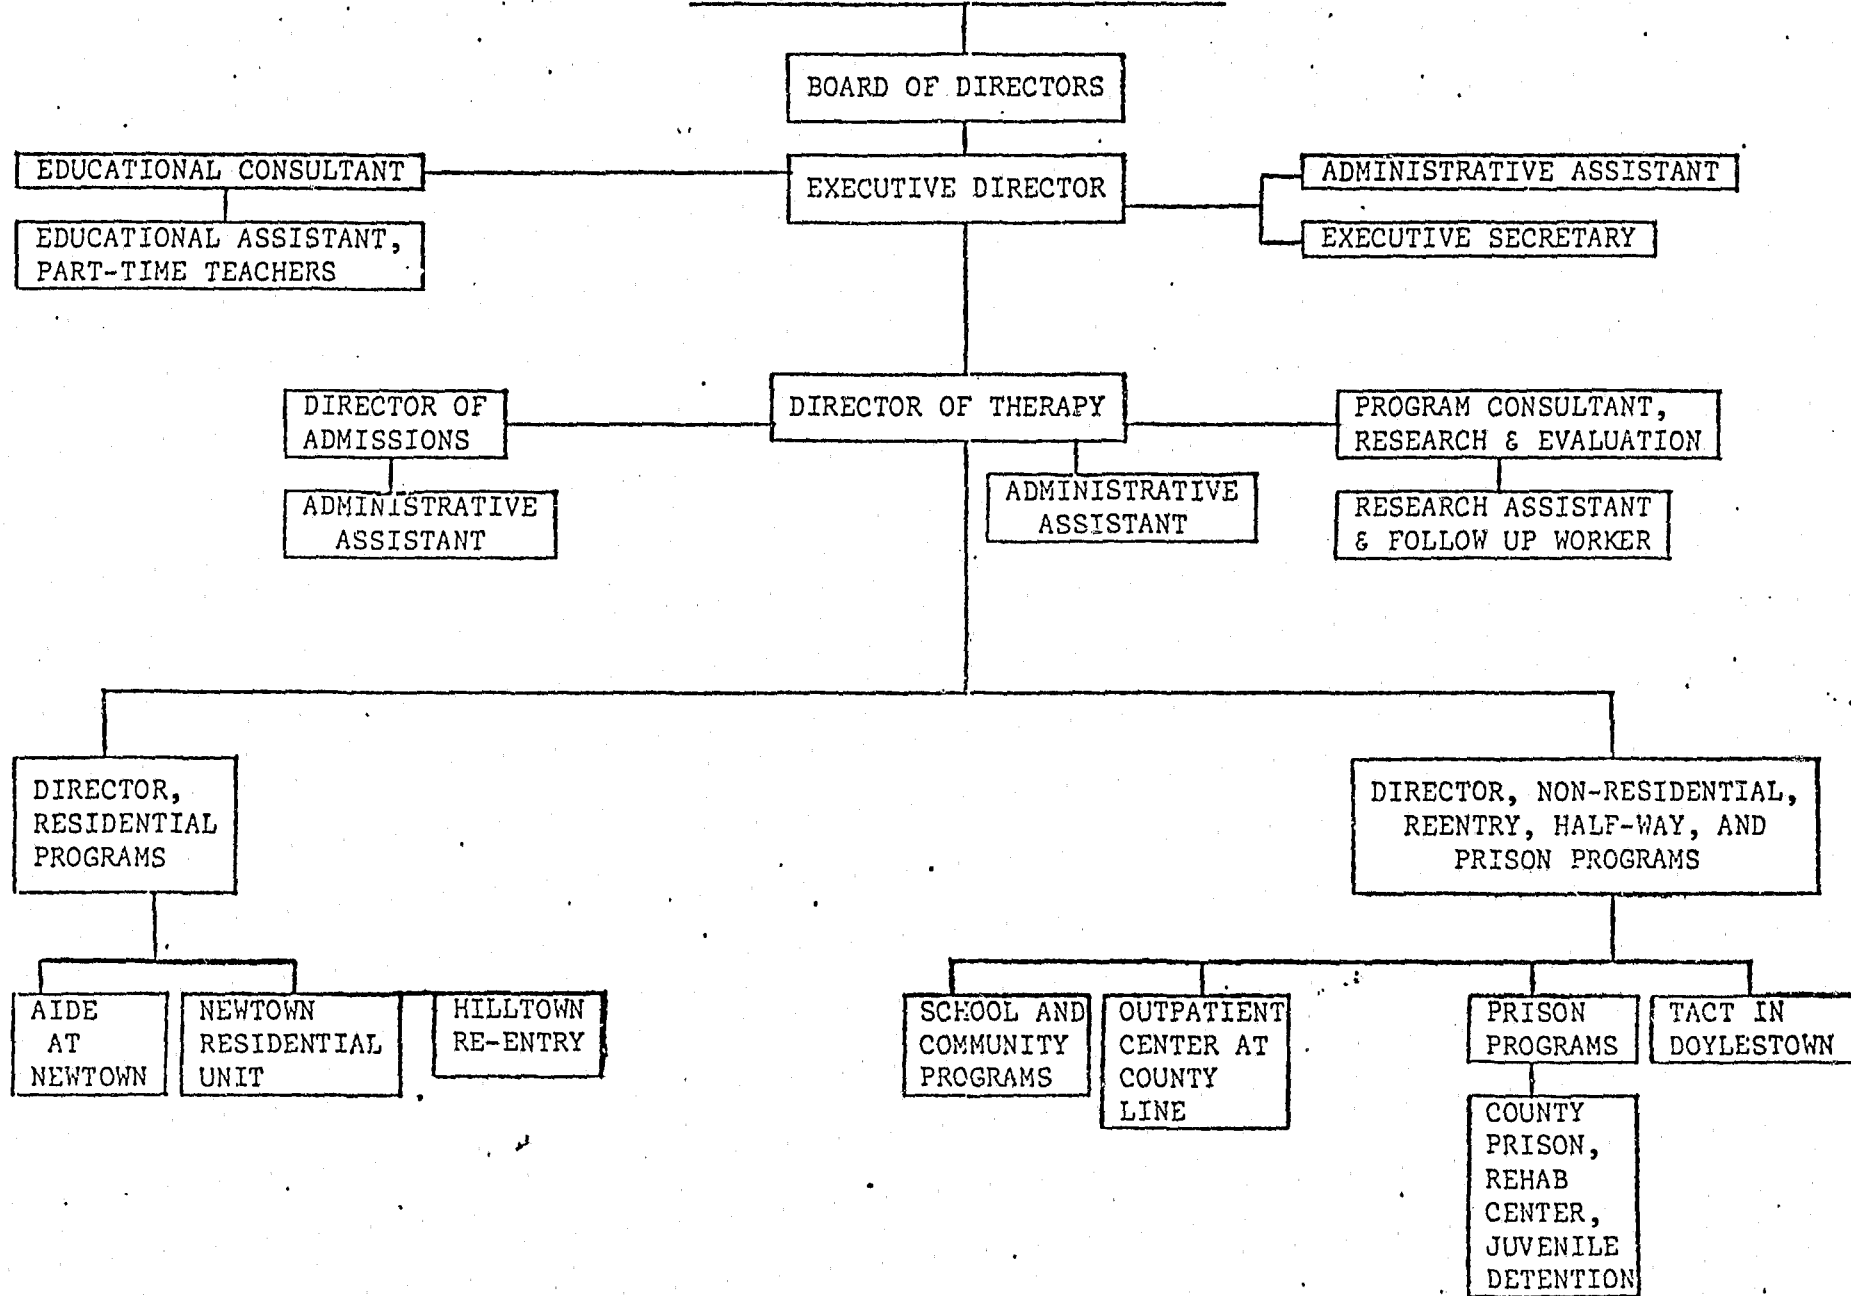 BOARD OF DIRECTORS
EDUCATIONAL CONSULTANT
EXECUTIVE DIRECTOR
ADMINISTRATIVE ASSISTANT
EDUCATIONAL ASSISTANT,
PART-TIME TEACHERS
EXECUTIVE SECRETARY
DIRECTOR OF
ADMISSIONS
DIRECTOR OF THERAPY
PROGRAM CONSULTANT,
RESEARCH & EVALUATION
ADMINISTRATIVE
ASSISTANT
ADMINISTRATIVE
ASSISTANT
RESEARCH ASSISTANT
& FOLLOW UP WORKER
DIRECTOR,
RESIDENTIAL
PROGRAMS
DIRECTOR, NON-RESIDENTIAL,
REENTRY, HALF-WAY, AND
PRISON PROGRAMS
AIDE
AT
NEWTOWN
NEWTOWN
RESIDENTIAL
UNIT
HILLTOWN
RE-ENTRY
SCHOOL AND
COMMUNITY
PROGRAMS
OUTPATIENT
CENTER AT
COUNTY
LINE
PRISON
PROGRAMS
TACT IN
DOYLESTOWN
COUNTY
PRISON,
REHAB
CENTER,
JUVENILE
DETENTION